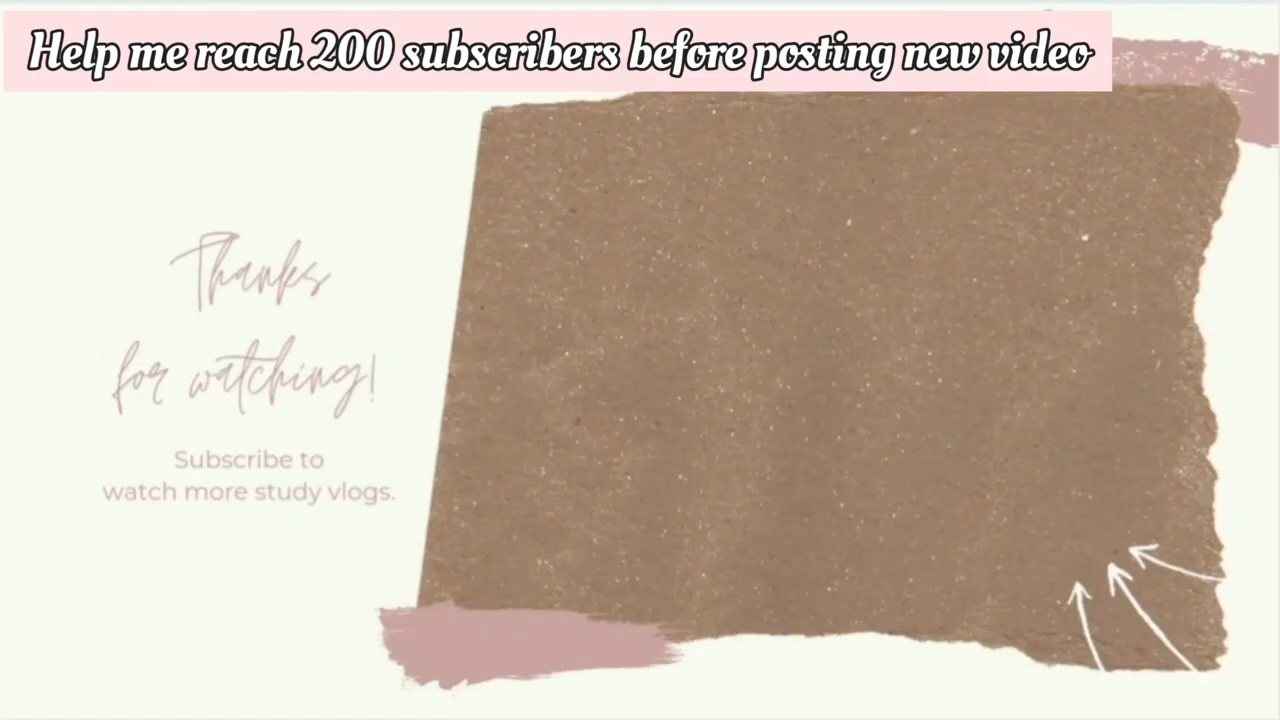 Help me reach 200 subscribers before posting new video
Thanks
for watching!
Subscribe to
watch more study vlogs.